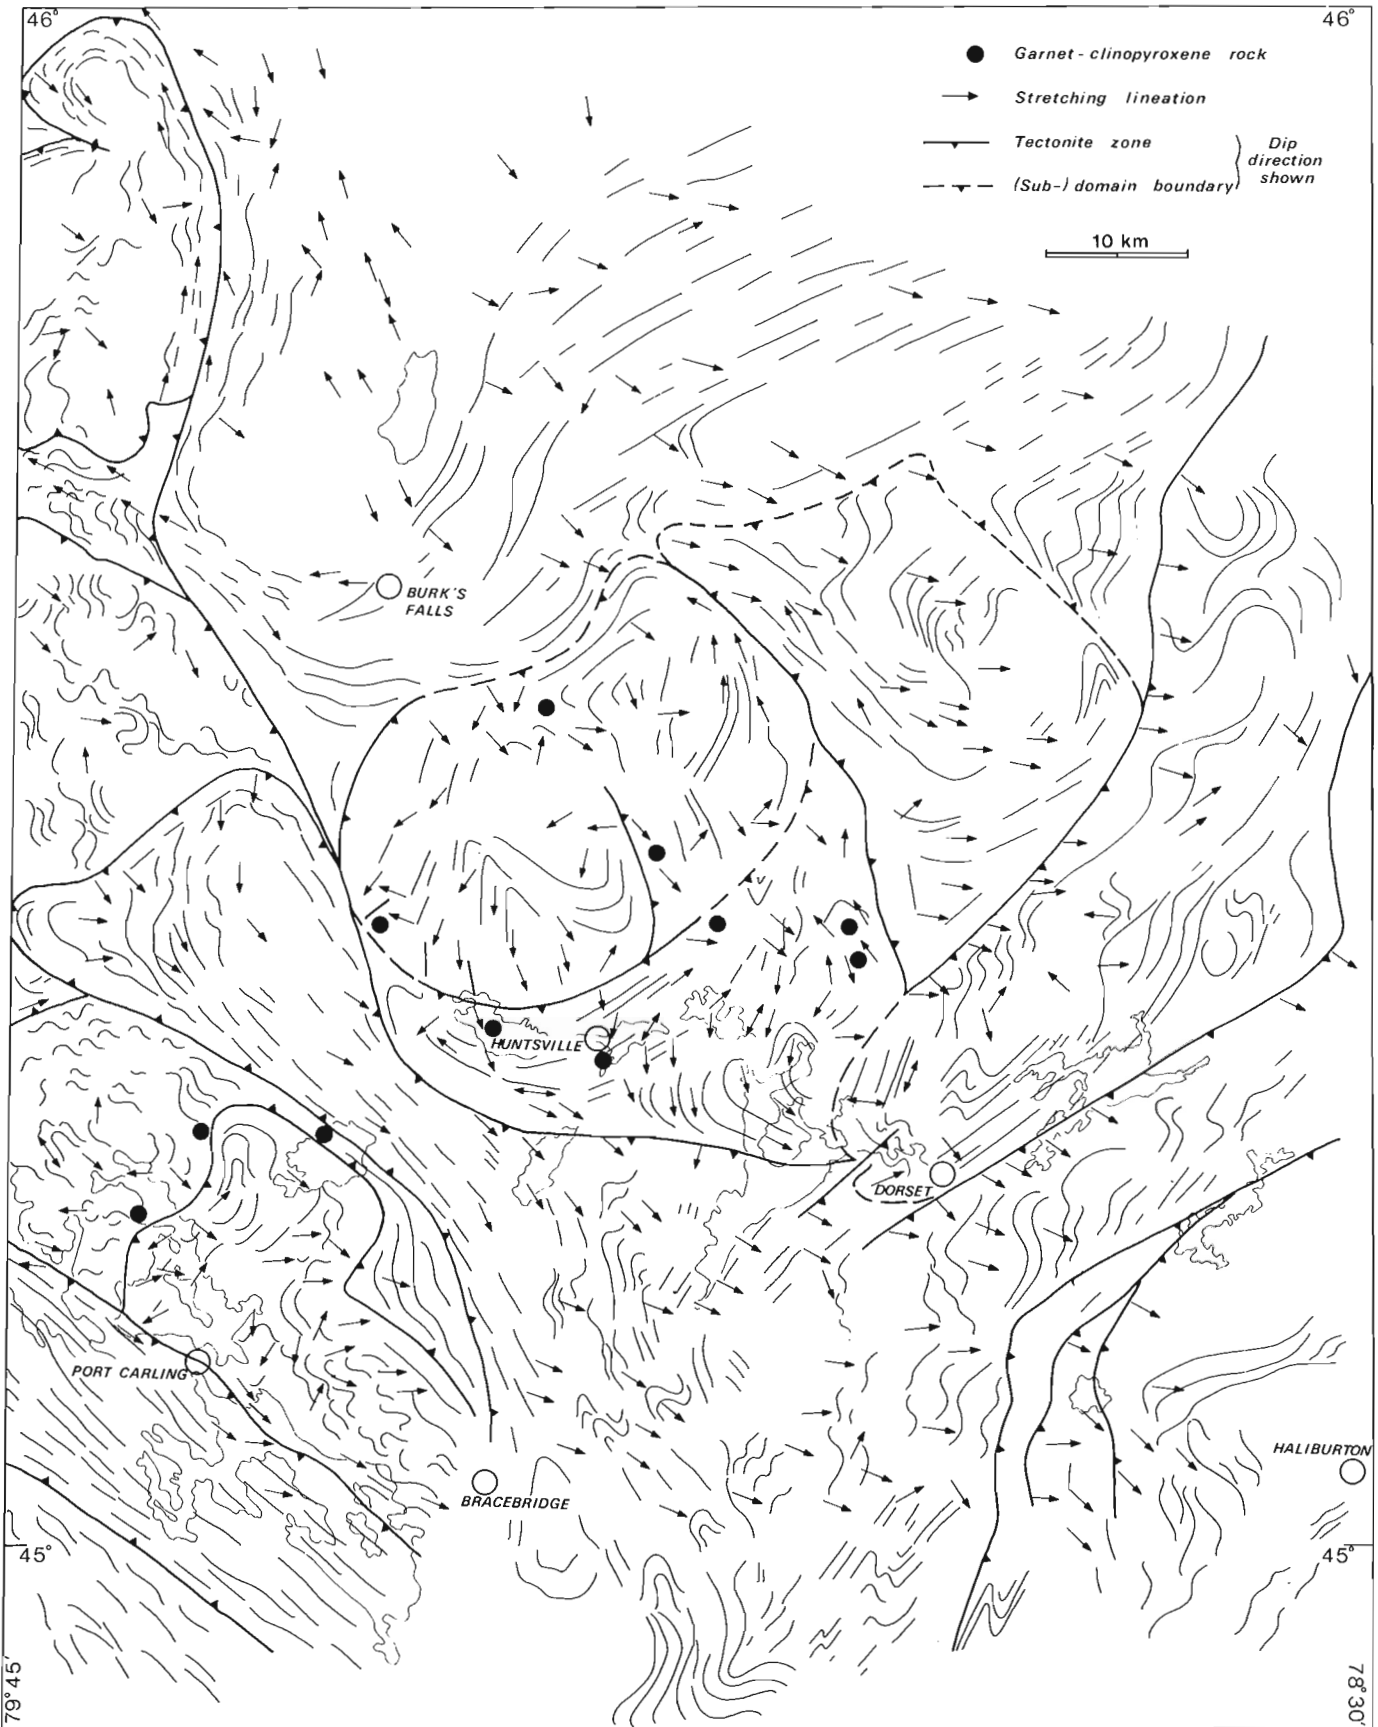 46°
46°
Garnet-clinopyroxene rock
Stretching lineation
Tectonite zone
(Sub-) domain boundary
Dip
direction
shown
10 km
BURK'S
FALLS
HUNTSVILLE
DORSET
PORT CARLING
BRACEBRIDGE
HALIBURTON
45°
45°
79°45'
78°30'